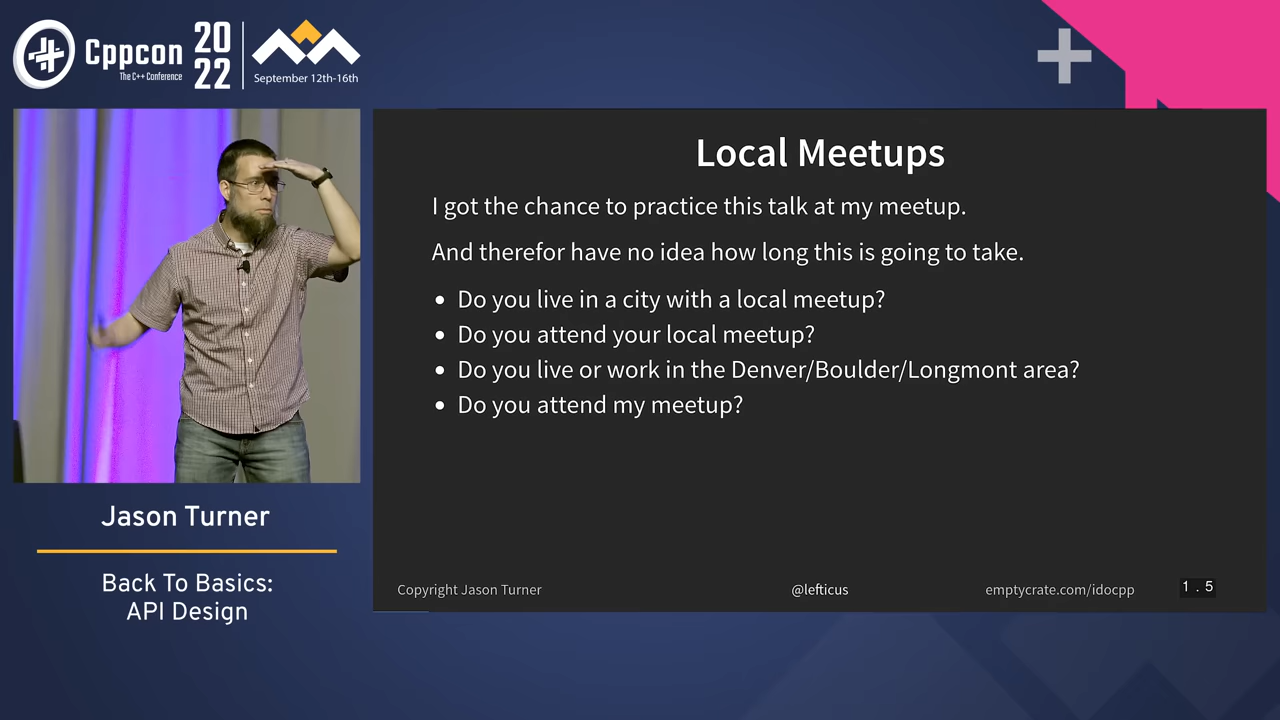 Cppcon
The C++ Conference
20
22
September 12th-16th
Local Meetups
I got the chance to practice this talk at my meetup.
And therefor have no idea how long this is going to take.
• Do you live in a city with a local meetup?
• Do you attend your local meetup?
• Do you live or work in the Denver/Boulder/Longmont area?
• Do you attend my meetup?
Copyright Jason Turner
@lefticus
emptycrate.com/idocpp
1 . 5
Jason Turner
Back To Basics:
API Design